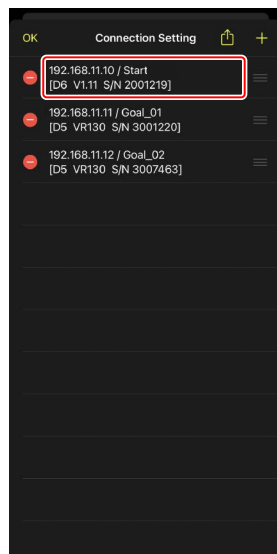 OK Connection Setting
192.168.11.10 / Start
[D6 V1.11 S/N 2001219]
192.168.11.11 / Goal_01
[D5 VR130 S/N 3001220]
192.168.11.12 / Goal_02
[D5 VR130 S/N 3007463]